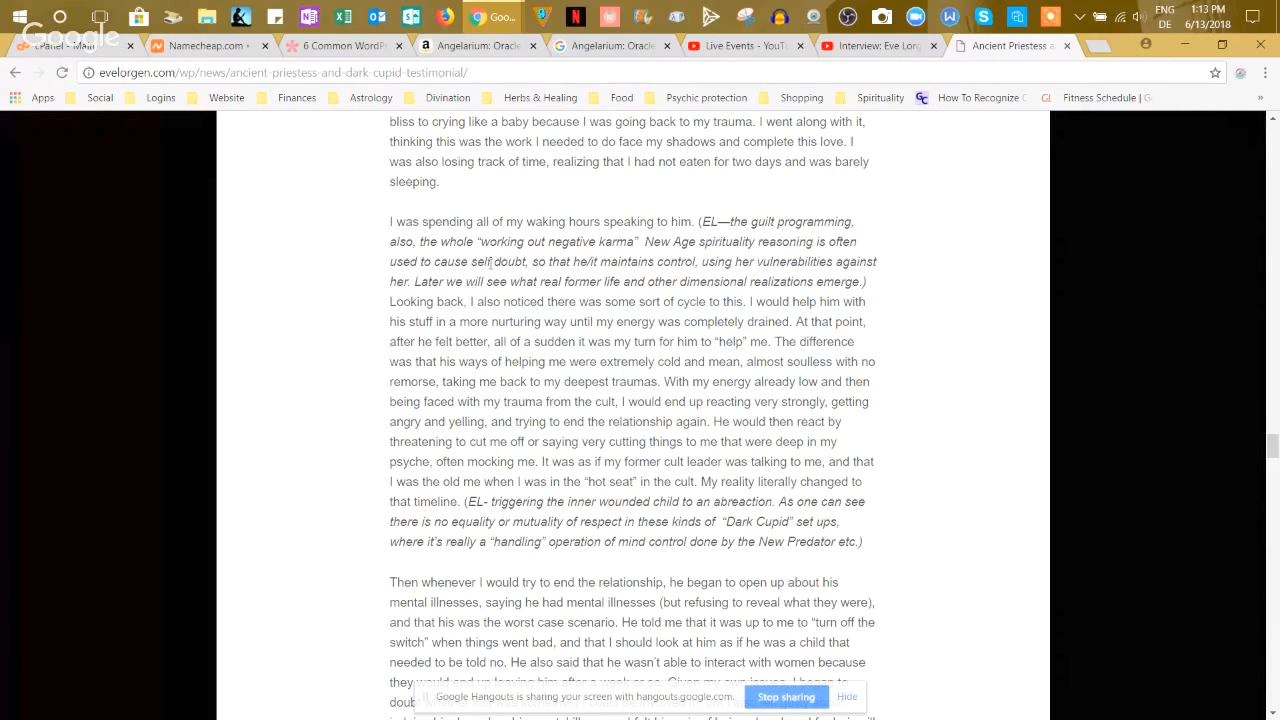 1:13 PM
ENG
DE
6/13/2018
Google
Goo...
Namecheap.com
6 Common WordP
Angelarium: Oracle
Angelarium: Oracle
Live Events - YouTu
Interview: Eve Lorg
Ancient Priestess a
evelorgen.com/wp/news/ancient-priestess-and-dark-cupid-testimonial/
Apps Social Logins Website Finances Astrology Divination Herbs & Healing Food Psychic protection Shopping Spirituality How To Recognize Fitness Schedule | G »
bliss to crying like a baby because I was going back to my trauma. I went along with it,
thinking this was the work I needed to do face my shadows and complete this love. I
was also losing track of time, realizing that I had not eaten for two days and was barely
sleeping.
I was spending all of my waking hours speaking to him. (EL—the guilt programming,
also, the whole “working out negative karma” New Age spirituality reasoning is often
used to cause self doubt, so that he/it maintains control, using her vulnerabilities against
her. Later we will see what real former life and other dimensional realizations emerge.)
Looking back, I also noticed there was some sort of cycle to this. I would help him with
his stuff in a more nurturing way until my energy was completely drained. At that point,
after he felt better, all of a sudden it was my turn for him to “help” me. The difference
was that his ways of helping me were extremely cold and mean, almost soulless with no
remorse, taking me back to my deepest traumas. With my energy already low and then
being faced with my trauma from the cult, I would end up reacting very strongly, getting
angry and yelling, and trying to end the relationship again. He would then react by
threatening to cut me off or saying very cutting things to me that were deep in my
psyche, often mocking me. It was as if my former cult leader was talking to me, and that
I was the old me when I was in the “hot seat” in the cult. My reality literally changed to
that timeline. (EL- triggering the inner wounded child to an abreaction. As one can see
there is no equality or mutuality of respect in these kinds of “Dark Cupid” set ups,
where it’s really a “handling” operation of mind control done by the New Predator etc.)
Then whenever I would try to end the relationship, he began to open up about his
mental illnesses, saying he had mental illnesses (but refusing to reveal what they were),
and that his was the worst case scenario. He told me that it was up to me to “turn off the
switch” when things went bad, and that I should look at him as if he was a child that
needed to be told no. He also said that he wasn’t able to interact with women because
they
doub
Google Hangouts is sharing your screen with hangouts.google.com. Stop sharing Hide